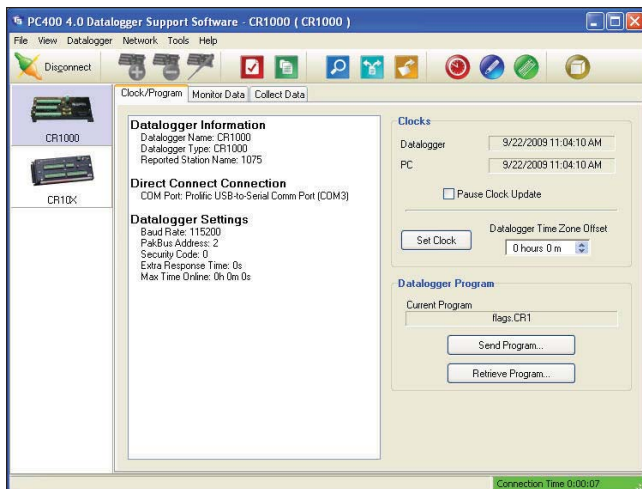 PC400 4.0 Datalogger Support Software - CR1000 ( CR1000 )
File View Datalogger Network Tools Help
Disconnect
Clock/Program Monitor Data Collect Data
CR1000
CR10X
Datalogger Information
Datalogger Name: CR1000
Datalogger Type: CR1000
Reported Station Name: 1075
Direct Connect Connection
COM Port: Prolific USB-to-Serial Comm Port (COM3)
Datalogger Settings
Baud Rate: 115200
PakBus Address: 2
Security Code: 0
Extra Response Time: 0s
Max Time Online: 0h 0m 0s
Clocks
Datalogger 9/22/2009 11:04:10 AM
PC 9/22/2009 11:04:10 AM
Pause Clock Update
Set Clock
Datalogger Time Zone Offset
0 hours 0 m
Datalogger Program
Current Program
flags.CR1
Send Program...
Retrieve Program...
Connection Time 0:00:07